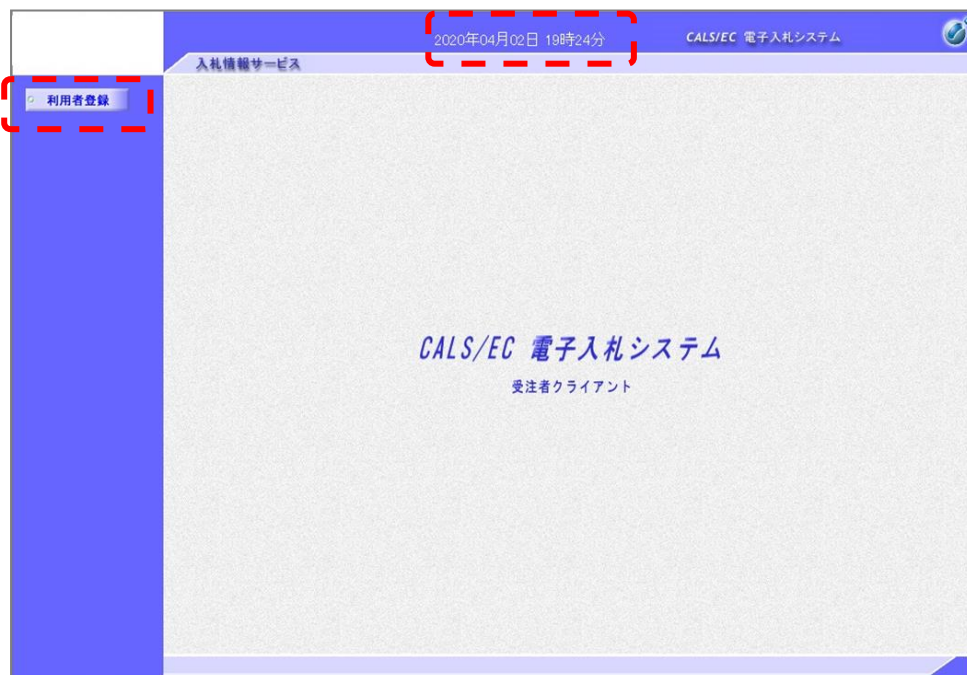 2020年04月02日 19時24分
CALS/EC 電子入札システム
入札情報サービス
利用者登録
CALS/EC 電子入札システム
受注者クライアント